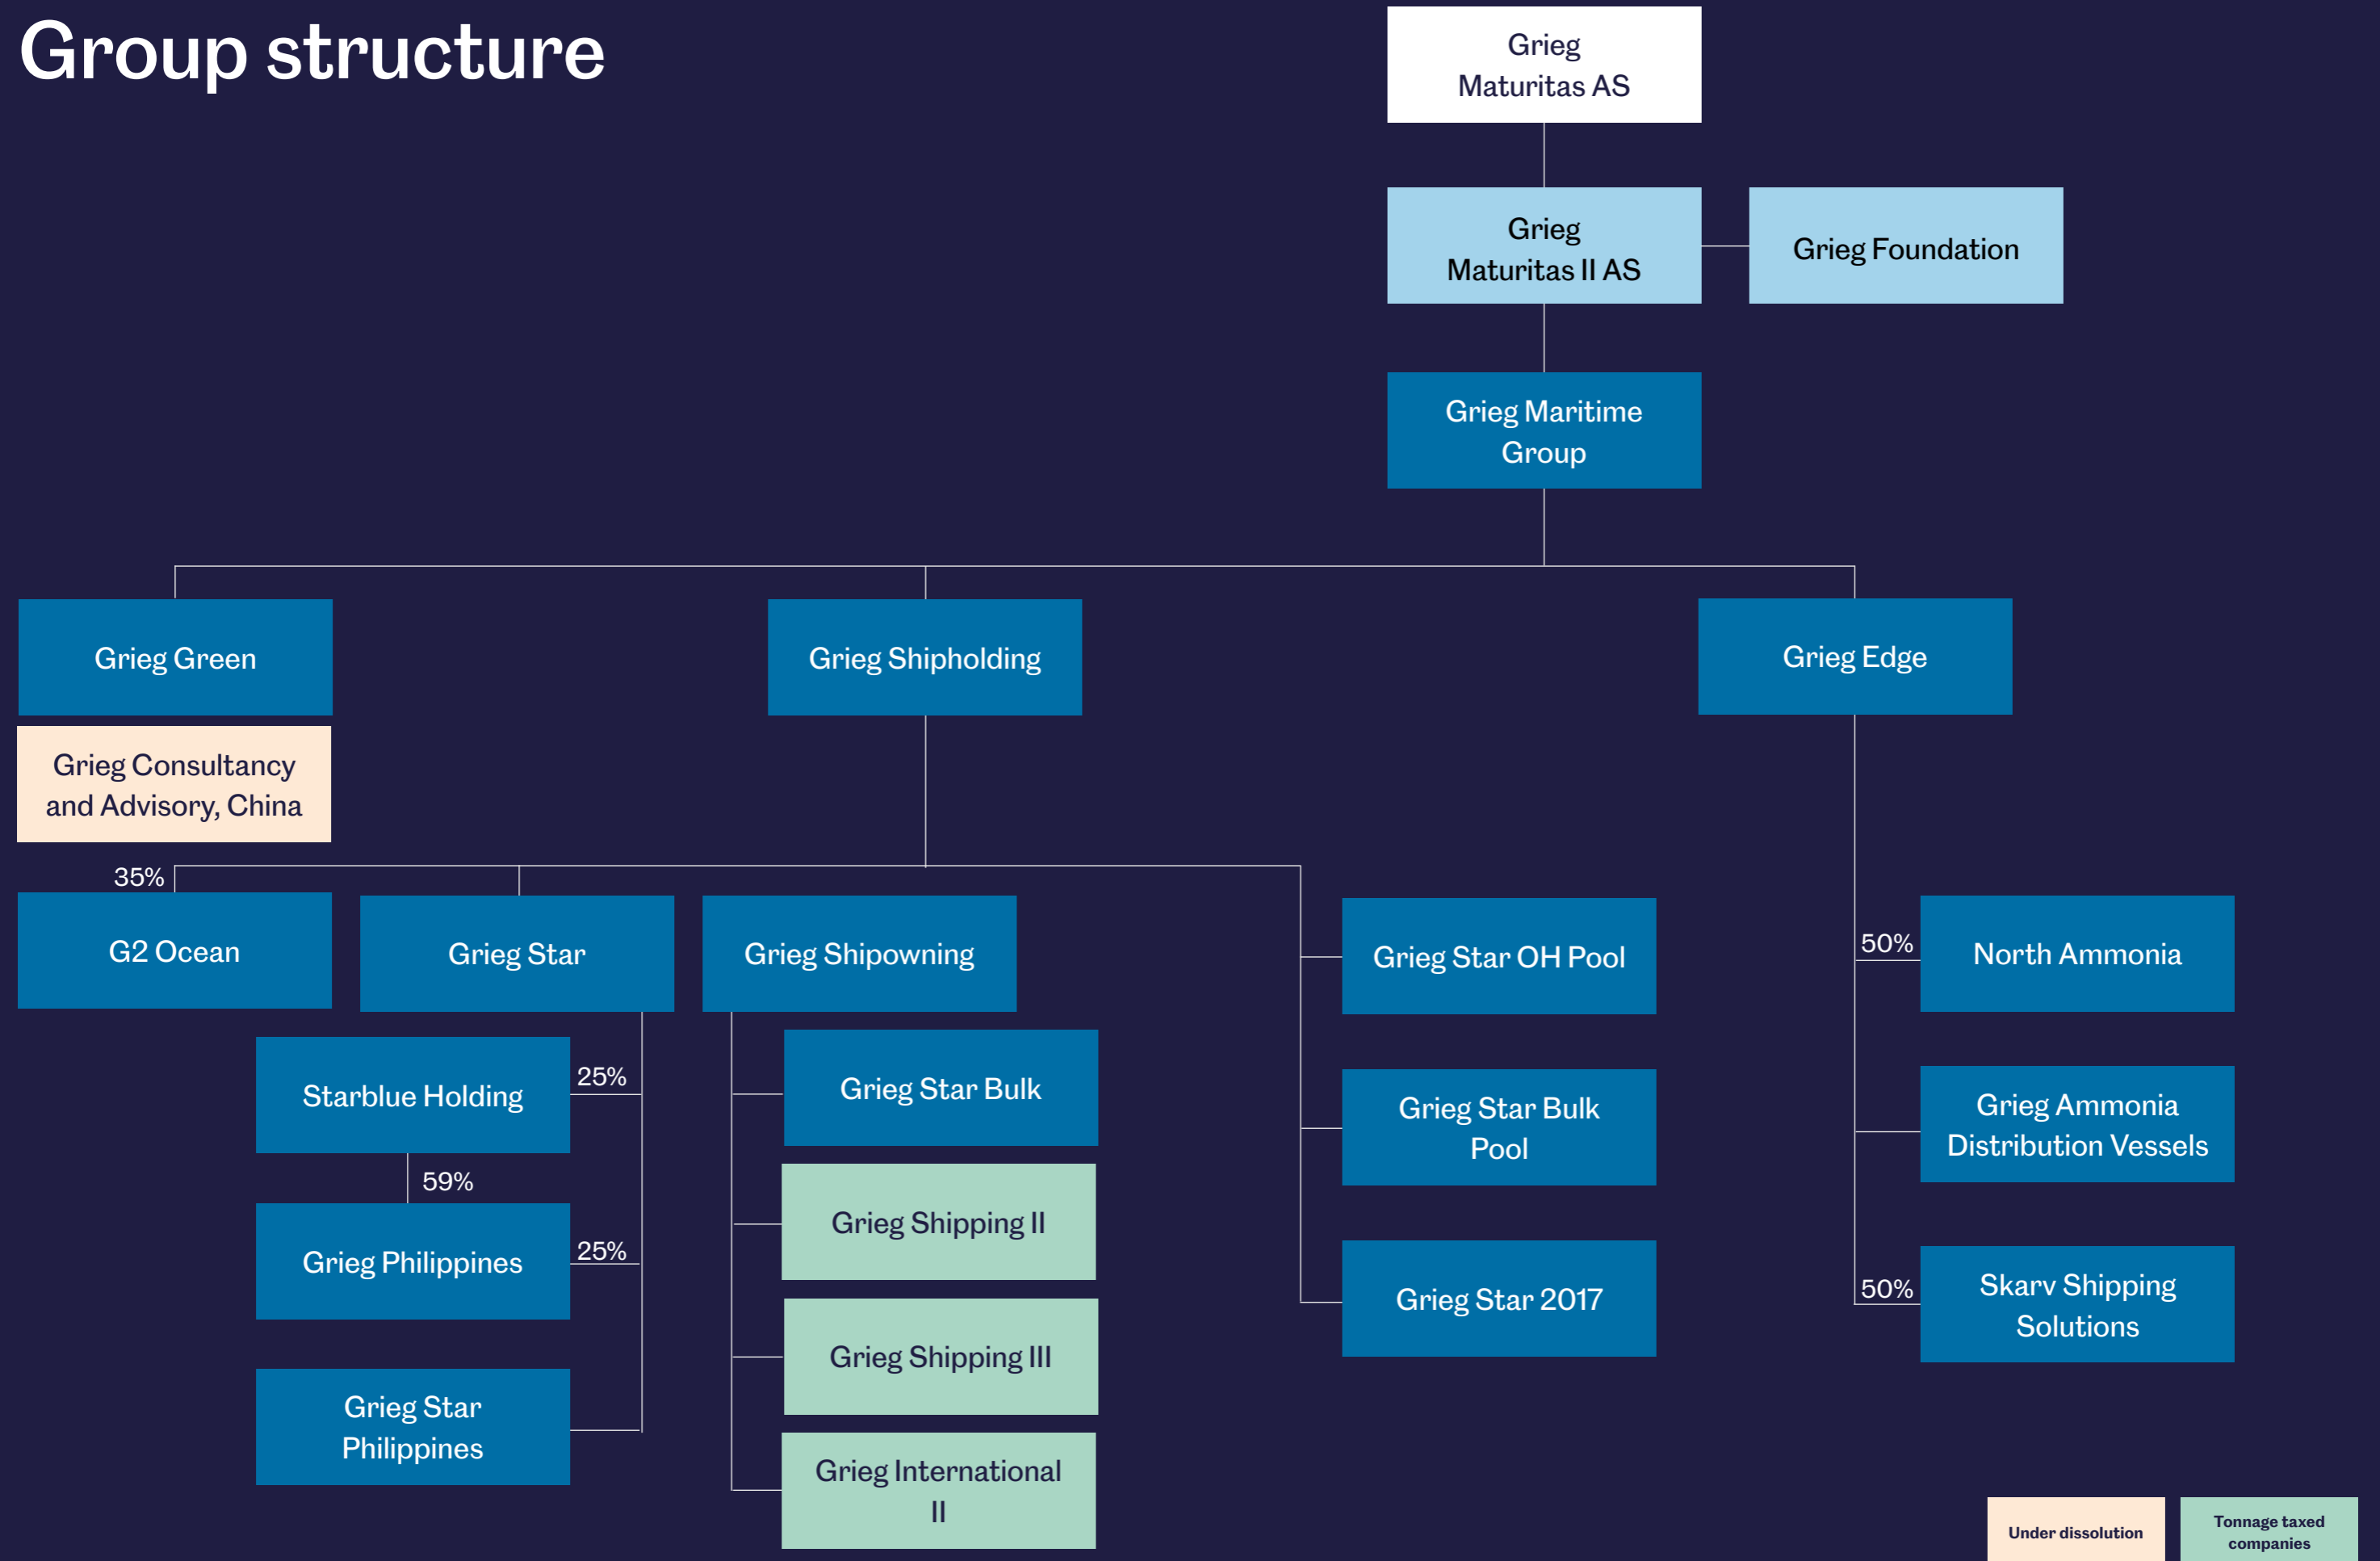 Group structure
Grieg
Maturitas AS
Grieg
Maturitas II AS
Grieg Foundation
Grieg Maritime
Group
Grieg Green
Grieg Shipholding
Grieg Edge
Grieg Consultancy
and Advisory, China
35%
G2 Ocean
Grieg Star
Grieg Shipowning
Grieg Star OH Pool
50%
North Ammonia
Starblue Holding
25%
Grieg Star Bulk
Grieg Star Bulk
Pool
Grieg Ammonia
Distribution Vessels
59%
Grieg Shipping II
Grieg Philippines
25%
Grieg Star 2017
50%
Skarv Shipping
Solutions
Grieg Shipping III
Grieg Star
Philippines
Grieg International
II
Under dissolution
Tonnage taxed
companies